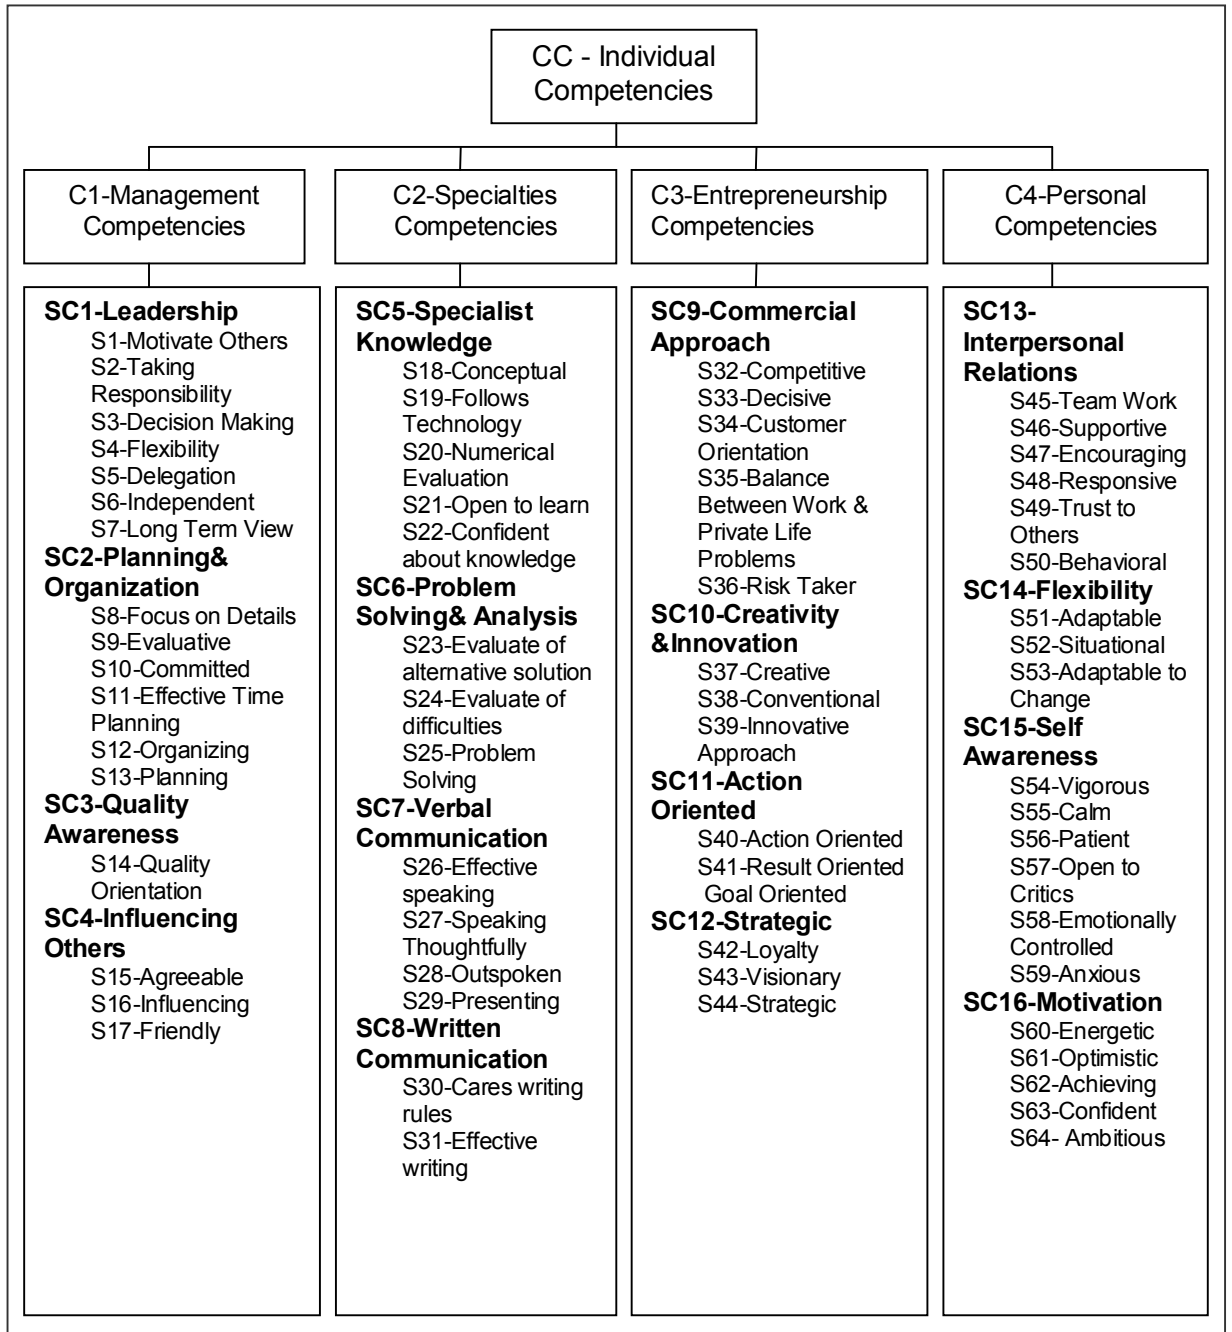 CC - Individual
Competencies
C1-Management
Competencies
C2-Specialties
Competencies
C3-Entrepreneurship
Competencies
C4-Personal
Competencies
SC1-Leadership
S1-Motivate Others
S2-Taking
Responsibility
S3-Decision Making
S4-Flexibility
S5-Delegation
S6-Independent
S7-Long Term View
SC2-Planning&
Organization
S8-Focus on Details
S9-Evaluative
S10-Committed
S11-Effective Time
Planning
S12-Organizing
S13-Planning
SC3-Quality
Awareness
S14-Quality
Orientation
SC4-Influencing
Others
S15-Agreeable
S16-Influencing
S17-Friendly
SC5-Specialist
Knowledge
S18-Conceptual
S19-Follows
Technology
S20-Numerical
Evaluation
S21-Open to learn
S22-Confident
about knowledge
SC6-Problem
Solving& Analysis
S23-Evaluate of
alternative solution
S24-Evaluate of
difficulties
S25-Problem
Solving
SC7-Verbal
Communication
S26-Effective
speaking
S27-Speaking
Thoughtfully
S28-Outspoken
S29-Presenting
SC8-Written
Communication
S30-Cares writing
rules
S31-Effective
writing
SC9-Commercial
Approach
S32-Competitive
S33-Decisive
S34-Customer
Orientation
S35-Balance
Between Work &
Private Life
Problems
S36-Risk Taker
SC10-Creativity
&Innovation
S37-Creative
S38-Conventional
S39-Innovative
Approach
SC11-Action
Oriented
S40-Action Oriented
S41-Result Oriented
Goal Oriented
SC12-Strategic
S42-Loyalty
S43-Visionary
S44-Strategic
SC13-
Interpersonal
Relations
S45-Team Work
S46-Supportive
S47-Encouraging
S48-Responsive
S49-Trust to
Others
S50-Behavioral
SC14-Flexibility
S51-Adaptable
S52-Situational
S53-Adaptable to
Change
SC15-Self
Awareness
S54-Vigorous
S55-Calm
S56-Patient
S57-Open to
Critics
S58-Emotionally
Controlled
S59-Anxious
SC16-Motivation
S60-Energetic
S61-Optimistic
S62-Achieving
S63-Confident
S64- Ambitious